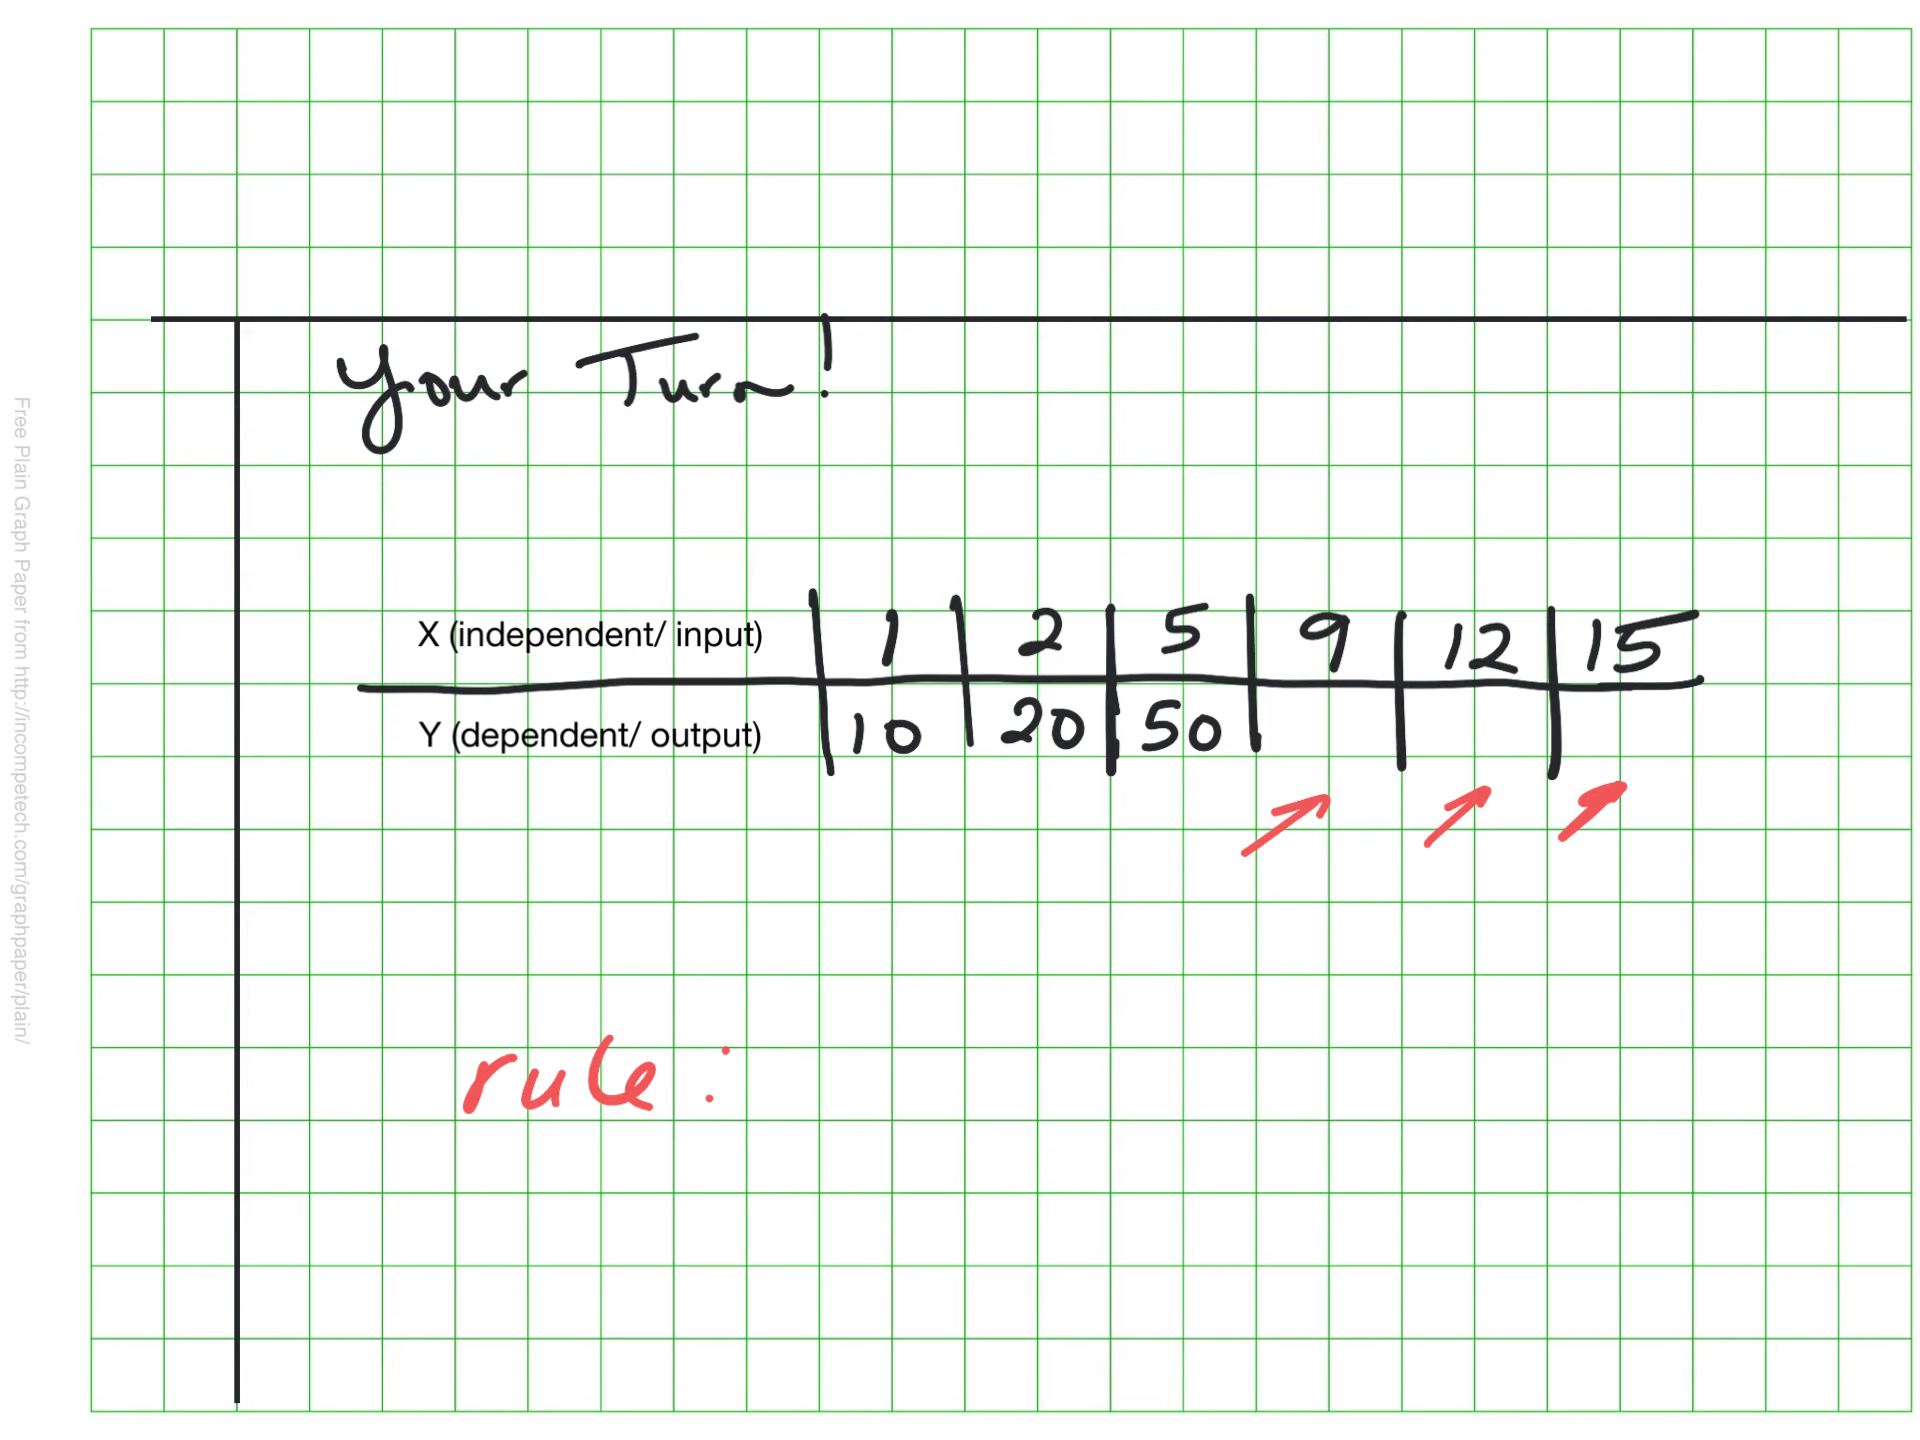 Your Turn!
X (independent/ input) 1 2 5 9 12 15
Y (dependent/ output) 10 20 50
rule:
Free Plain Graph Paper from http://incompetech.com/graphpaper/plain/